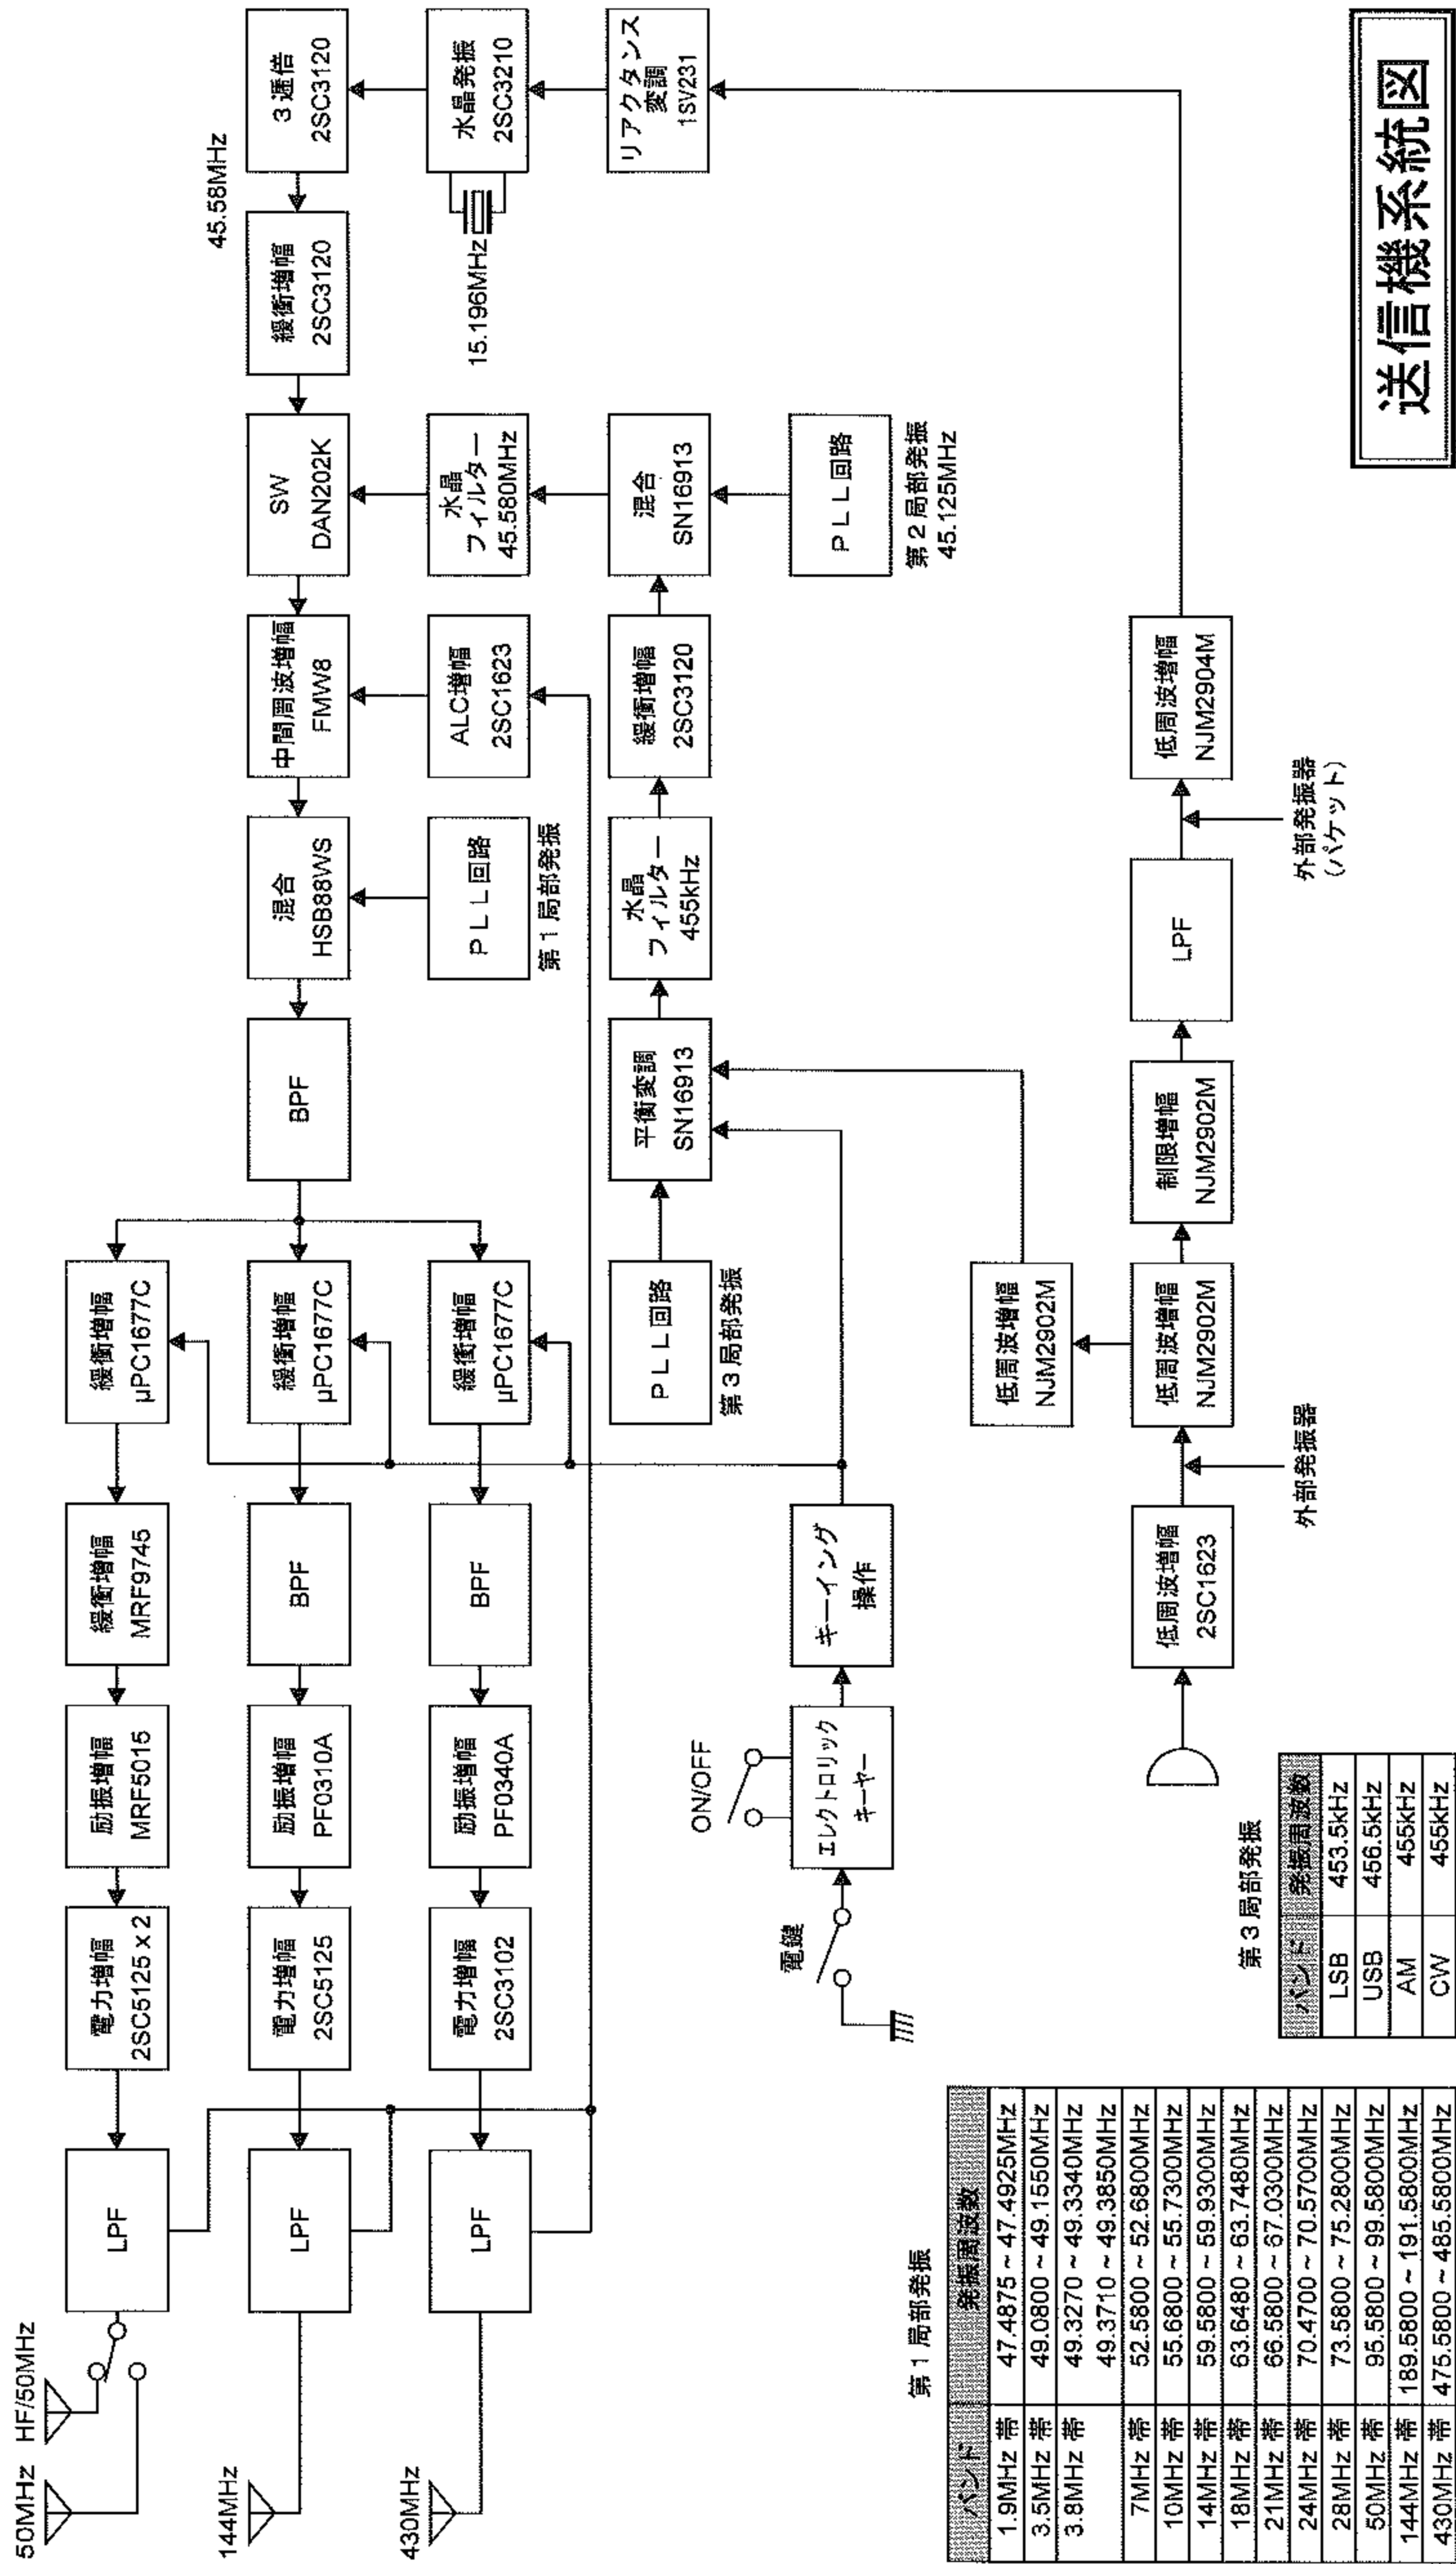 50MHz
HF/50MHz
144MHz
430MHz
LPF
電力増幅
2SC5125 x 2
励振増幅
MRF5015
緩衝増幅
MRF9745
緩衝増幅
μPC1677C
LPF
電力増幅
2SC5125
励振増幅
PF0310A
BPF
緩衝増幅
μPC1677C
BPF
混合
HSB88WS
中間周波増幅
FMW8
SW
DAN202K
緩衝増幅
2SC3120
45.58MHz
3逓倍
2SC3120
LPF
電力増幅
2SC3102
励振増幅
PF0340A
BPF
緩衝増幅
μPC1677C
PLL回路
第1局部発振
ALC増幅
2SC1623
水晶
フィルター
45.580MHz
15.196MHz
水晶発振
2SC3210
PLL回路
第3局部発振
平衡変調
SN16913
水晶
フィルター
455kHz
緩衝増幅
2SC3120
混合
SN16913
リアクタンス
変調
1SV231
PLL回路
第2局部発振
45.125MHz
電鍵
ON/OFF
エレクトロリック
キーヤー
キーイング
操作
低周波増幅
NJM2902M
低周波増幅
2SC1623
外部発振器
低周波増幅
NJM2902M
制限増幅
NJM2902M
LPF
外部発振器
(パケット)
低周波増幅
NJM2904M
第1局部発振
バンド 発振周波数
1.9MHz 帯 47.4875 ~ 47.4925MHz
3.5MHz 帯 49.0800 ~ 49.1550MHz
3.8MHz 帯 49.3270 ~ 49.3340MHz
49.3710 ~ 49.3850MHz
7MHz 帯 52.5800 ~ 52.6800MHz
10MHz 帯 55.6800 ~ 55.7300MHz
14MHz 帯 59.5800 ~ 59.9300MHz
18MHz 帯 63.6480 ~ 63.7480MHz
21MHz 帯 66.5800 ~ 67.0300MHz
24MHz 帯 70.4700 ~ 70.5700MHz
28MHz 帯 73.5800 ~ 75.2800MHz
50MHz 帯 95.5800 ~ 99.5800MHz
144MHz 帯 189.5800 ~ 191.5800MHz
430MHz 帯 475.5800 ~ 485.5800MHz
第3局部発振
バンド 発振周波数
LSB 453.5kHz
USB 456.5kHz
AM 455kHz
CW 455kHz
送信機系統図